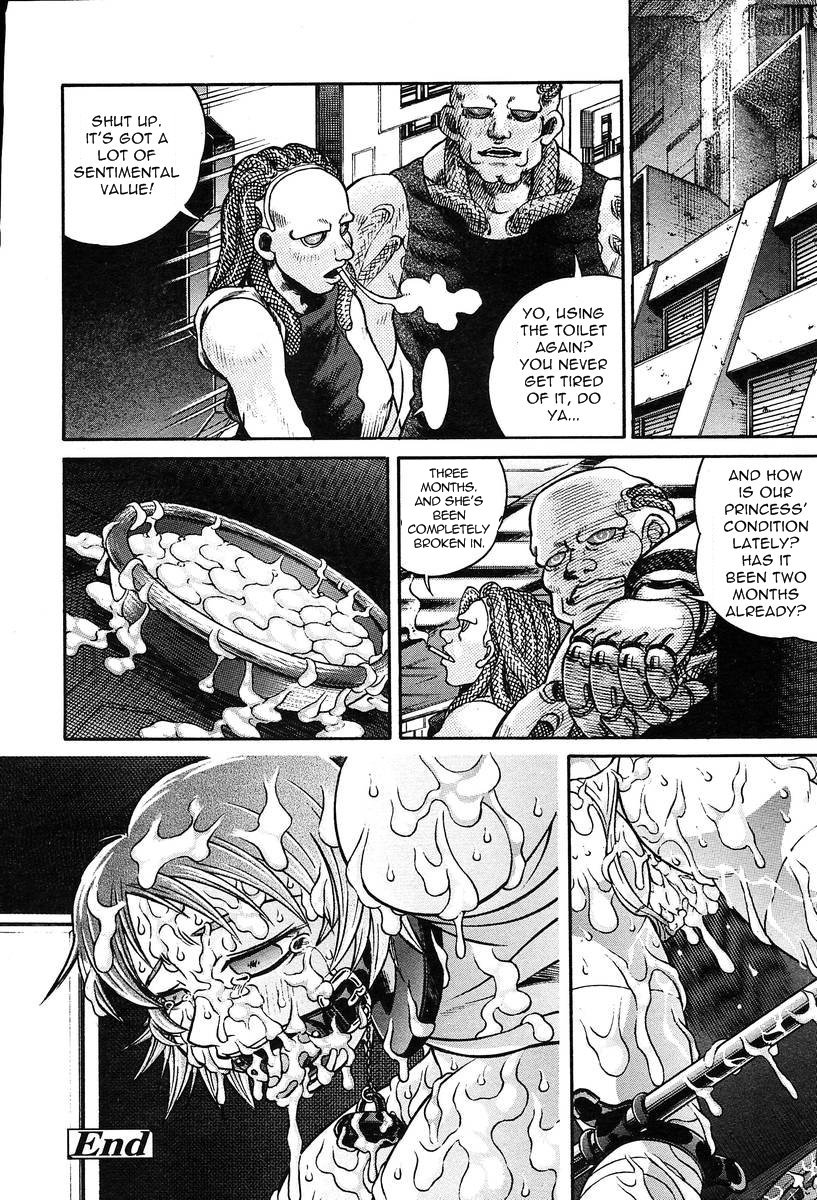 YO, USING
THE TOILET
AGAIN?
YOU NEVER
GET TIRED
OF IT, DO
YA...
SHUT UP.
IT'S GOT A
LOT OF
SENTIMENTAL
VALUE!
AND HOW
IS OUR
PRINCESS'
CONDITION
LATELY?
HAS IT
BEEN TWO
MONTHS
ALREADY?
THREE
MONTHS.
AND SHE'S
BEEN
COMPLETELY
BROKEN IN.
End